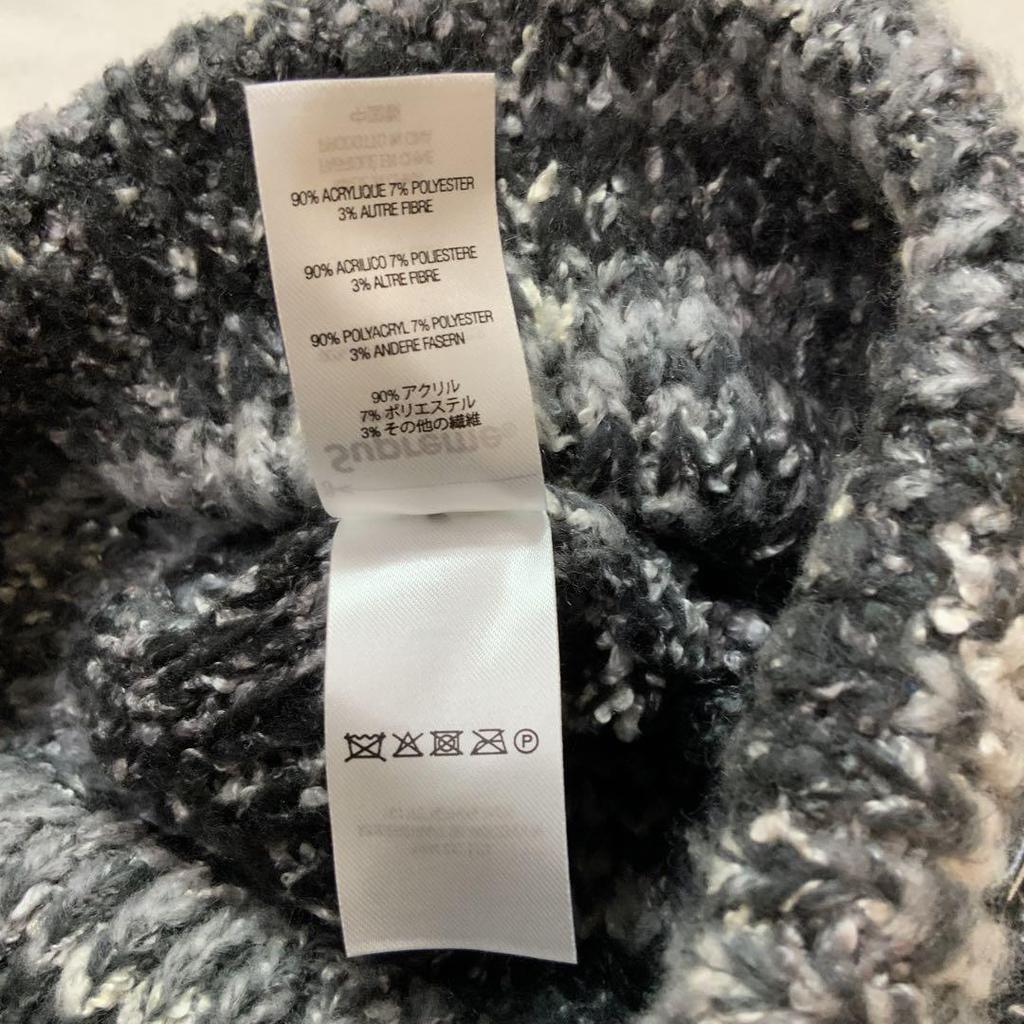 90% ACRYLIQUE 7% POLYESTER
3% AUTRE FIBRE
90% ACRILICO 7% POLIESTERE
3% ALTRE FIBRE
90% POLYACRYL 7% POLYESTER
3% ANDERE FASERN
90% アクリル
7% ポリエステル
3% その他の繊維
Supreme
P